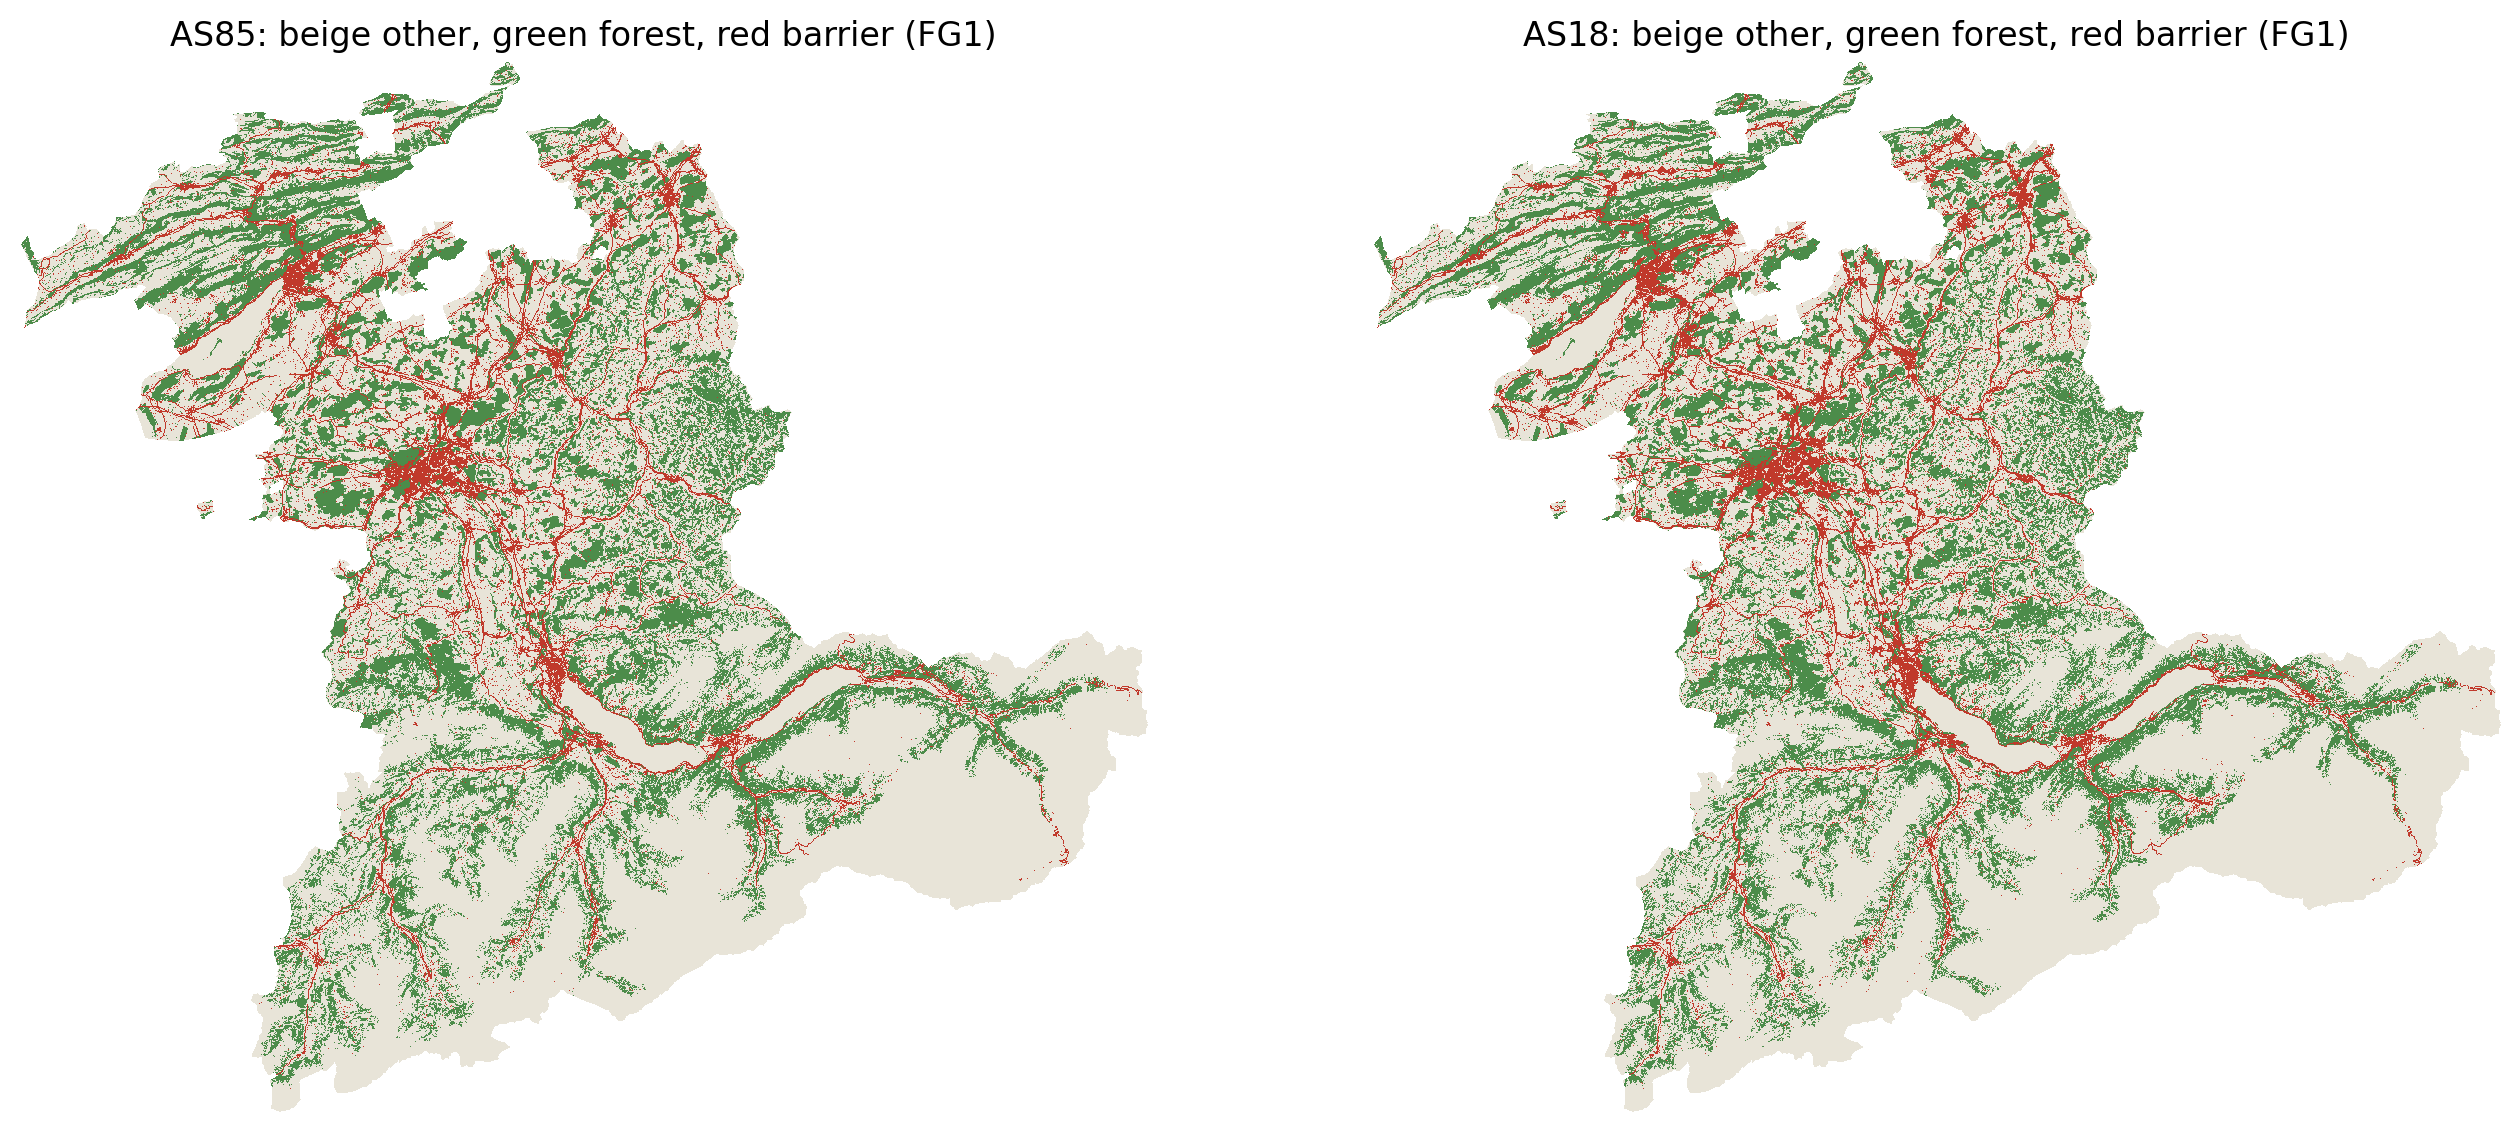 AS85: beige other, green forest, red barrier (FG1)
AS18: beige other, green forest, red barrier (FG1)